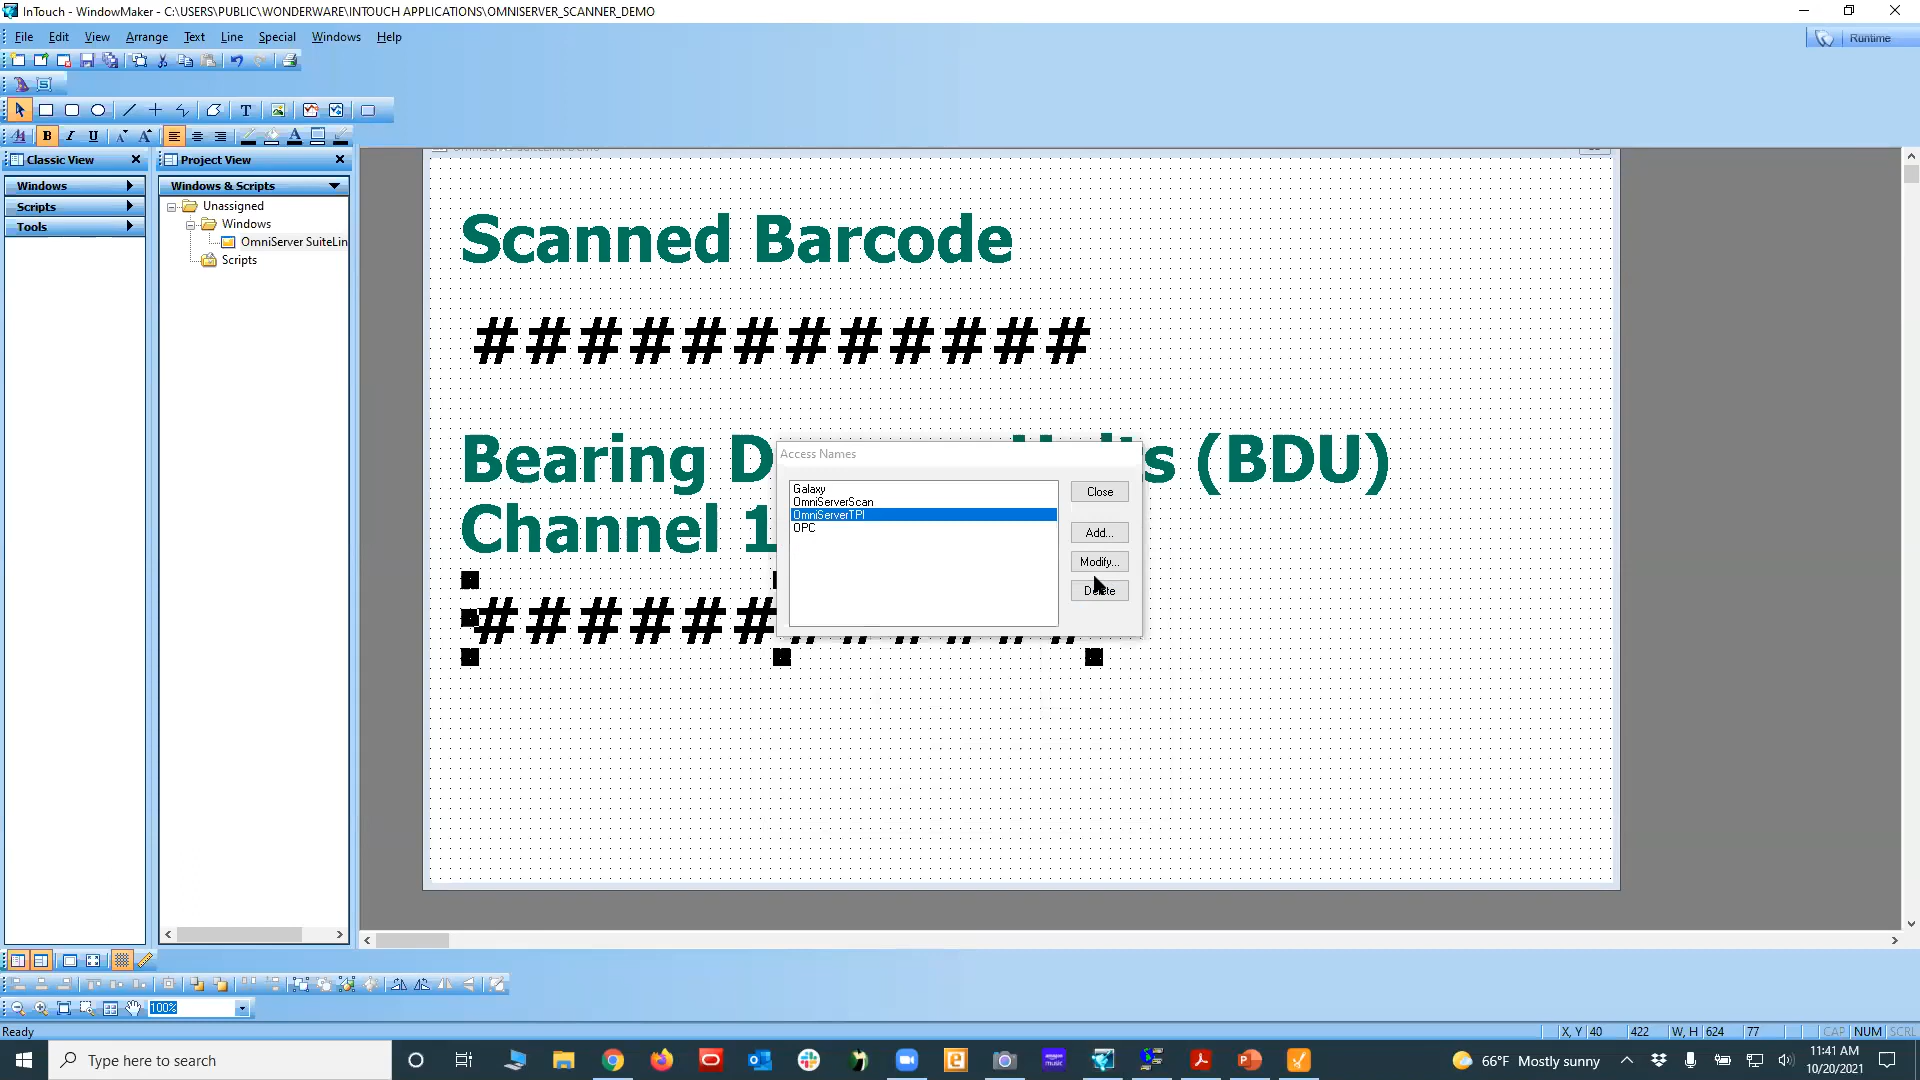 InTouch - WindowMaker - C:\USERS\PUBLIC\WONDERWARE\INTOUCH APPLICATIONS\OMNISERVER_SCANNER_DEMO
File Edit View Arrange Text Line Special Windows Help
Runtime
Classic View
Project View
Windows
Scripts
Tools
Windows & Scripts
Unassigned
Windows
OmniServer SuiteLin
Scripts
Scanned Barcode
############
Bearing D
s (BDU)
Channel 1
Access Names
Galaxy
OmniServerScan
OmniServerTPI
OPC
Close
Add...
Modify...
Delete
100%
Ready
X, Y 40 422 W, H 624 77 CAP NUM SCRL
Type here to search
66°F Mostly sunny
11:41 AM
10/20/2021